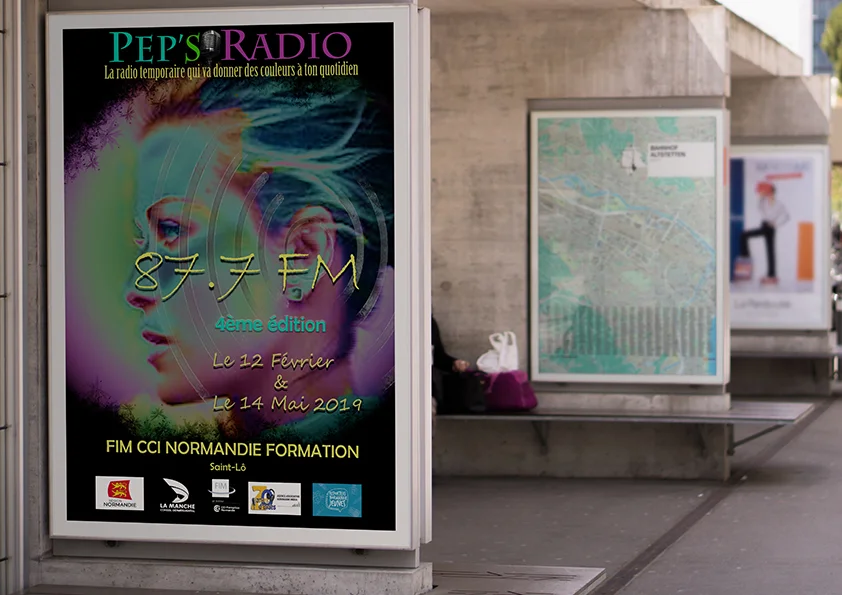 PEP'S RADIO
La radio temporaire qui va donner des couleurs à ton quotidien
87.7 FM
4ème édition
Le 12 Février
&
Le 14 Mai 2019
FIM CCI NORMANDIE FORMATION
Saint-Lô
NORMANDIE
LA MANCHE
FIM
BAHNHOF
ALTSTETTEN